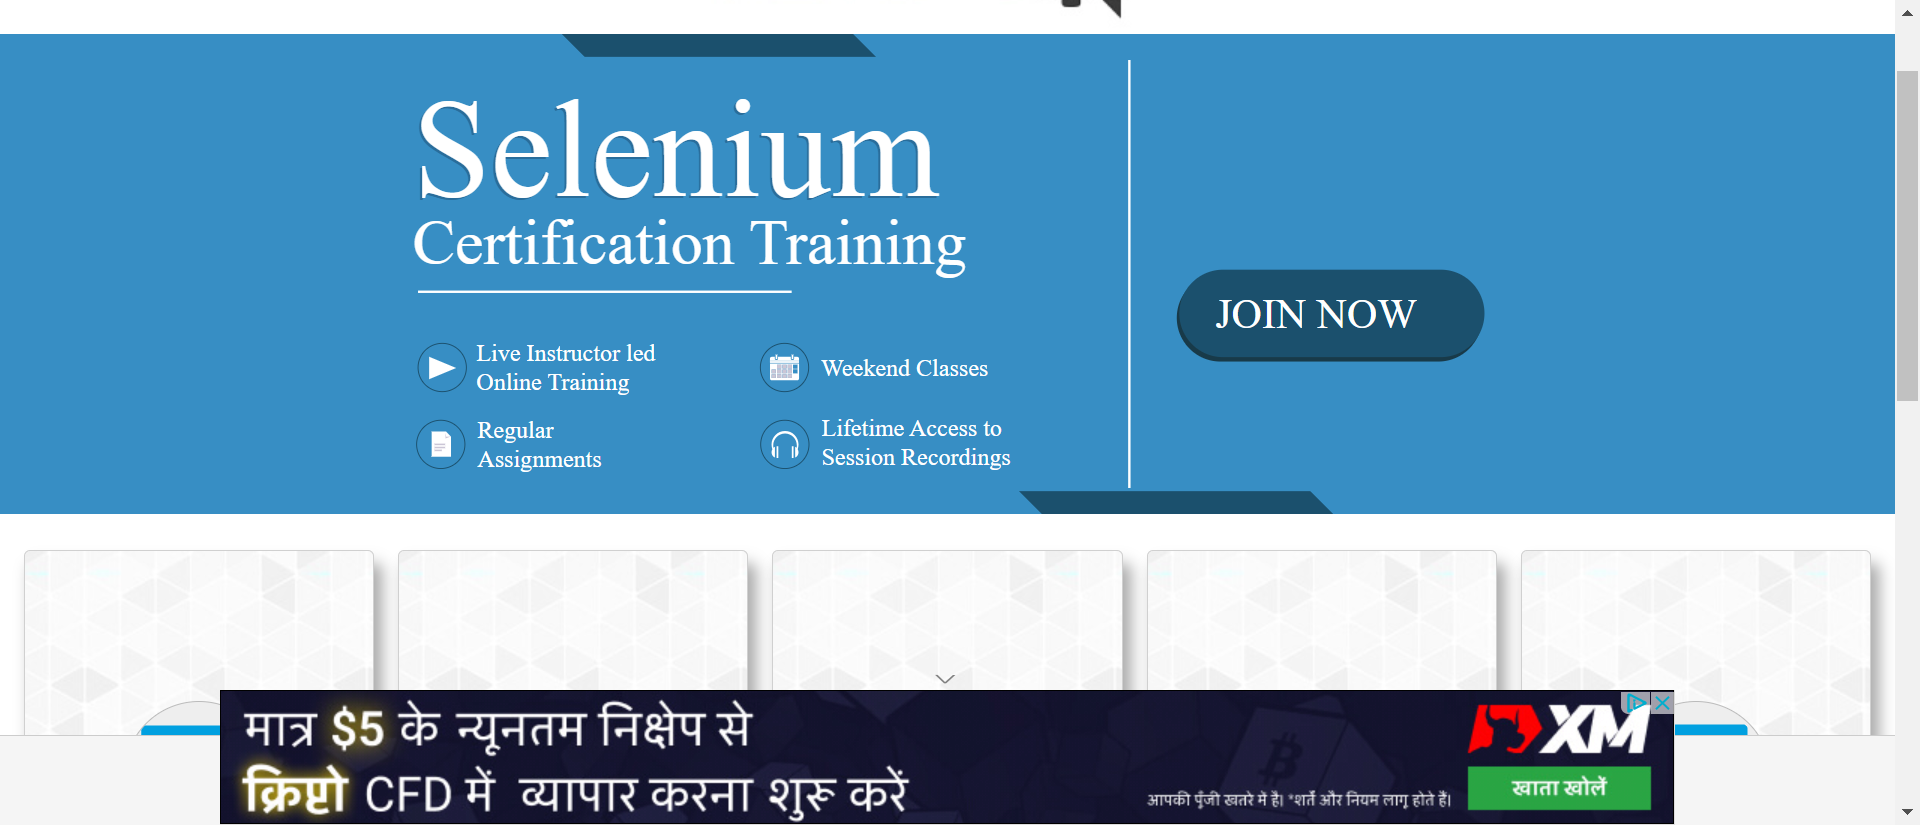 Selenium
Certification Training
Live Instructor led
Online Training
Weekend Classes
Regular
Assignments
Lifetime Access to
Session Recordings
JOIN NOW
मात्र $5 के न्यूनतम निक्षेप से
क्रिप्टो CFD में व्यापार करना शुरू करें
आपकी पूँजी खतरे में है। *शर्तें और नियम लागू होते हैं।
XM
खाता खोलें